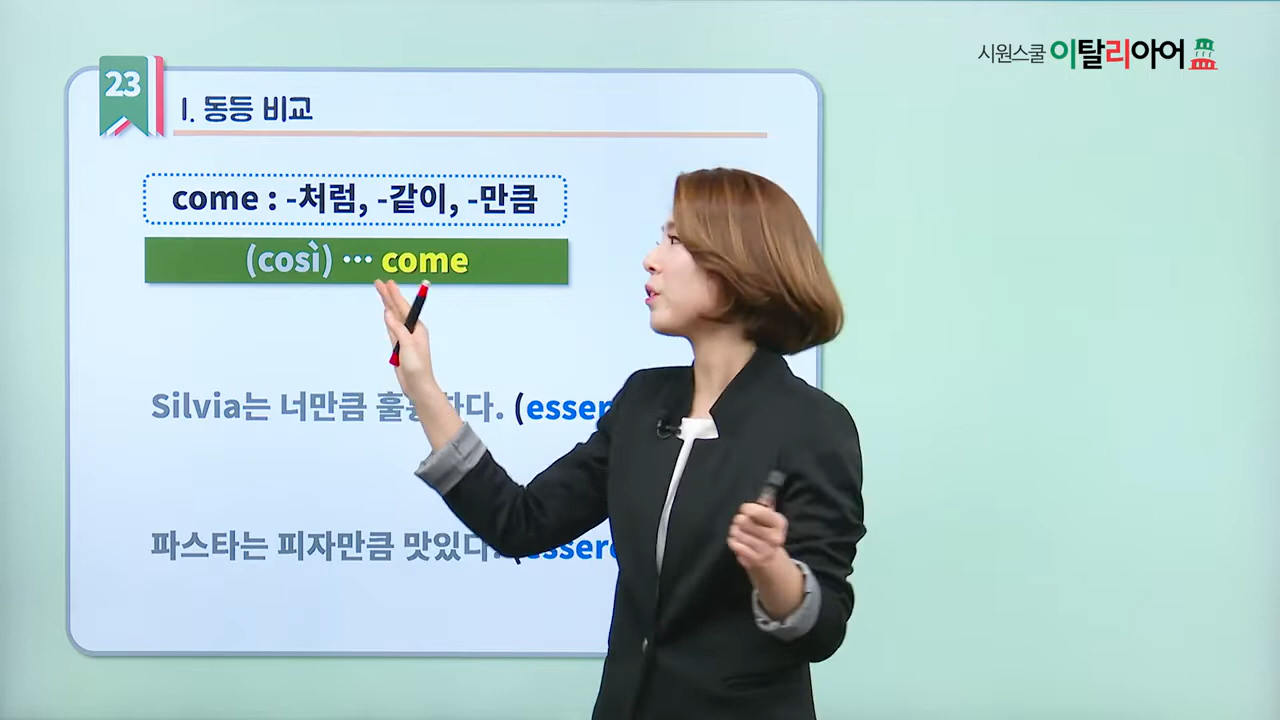 시원스쿨 이탈리아어
23
I. 동등 비교
come : -처럼, -같이, -만큼
(così) ··· come
Silvia는 너만큼 다. (esser
파스타는 피자만큼 맛있다.